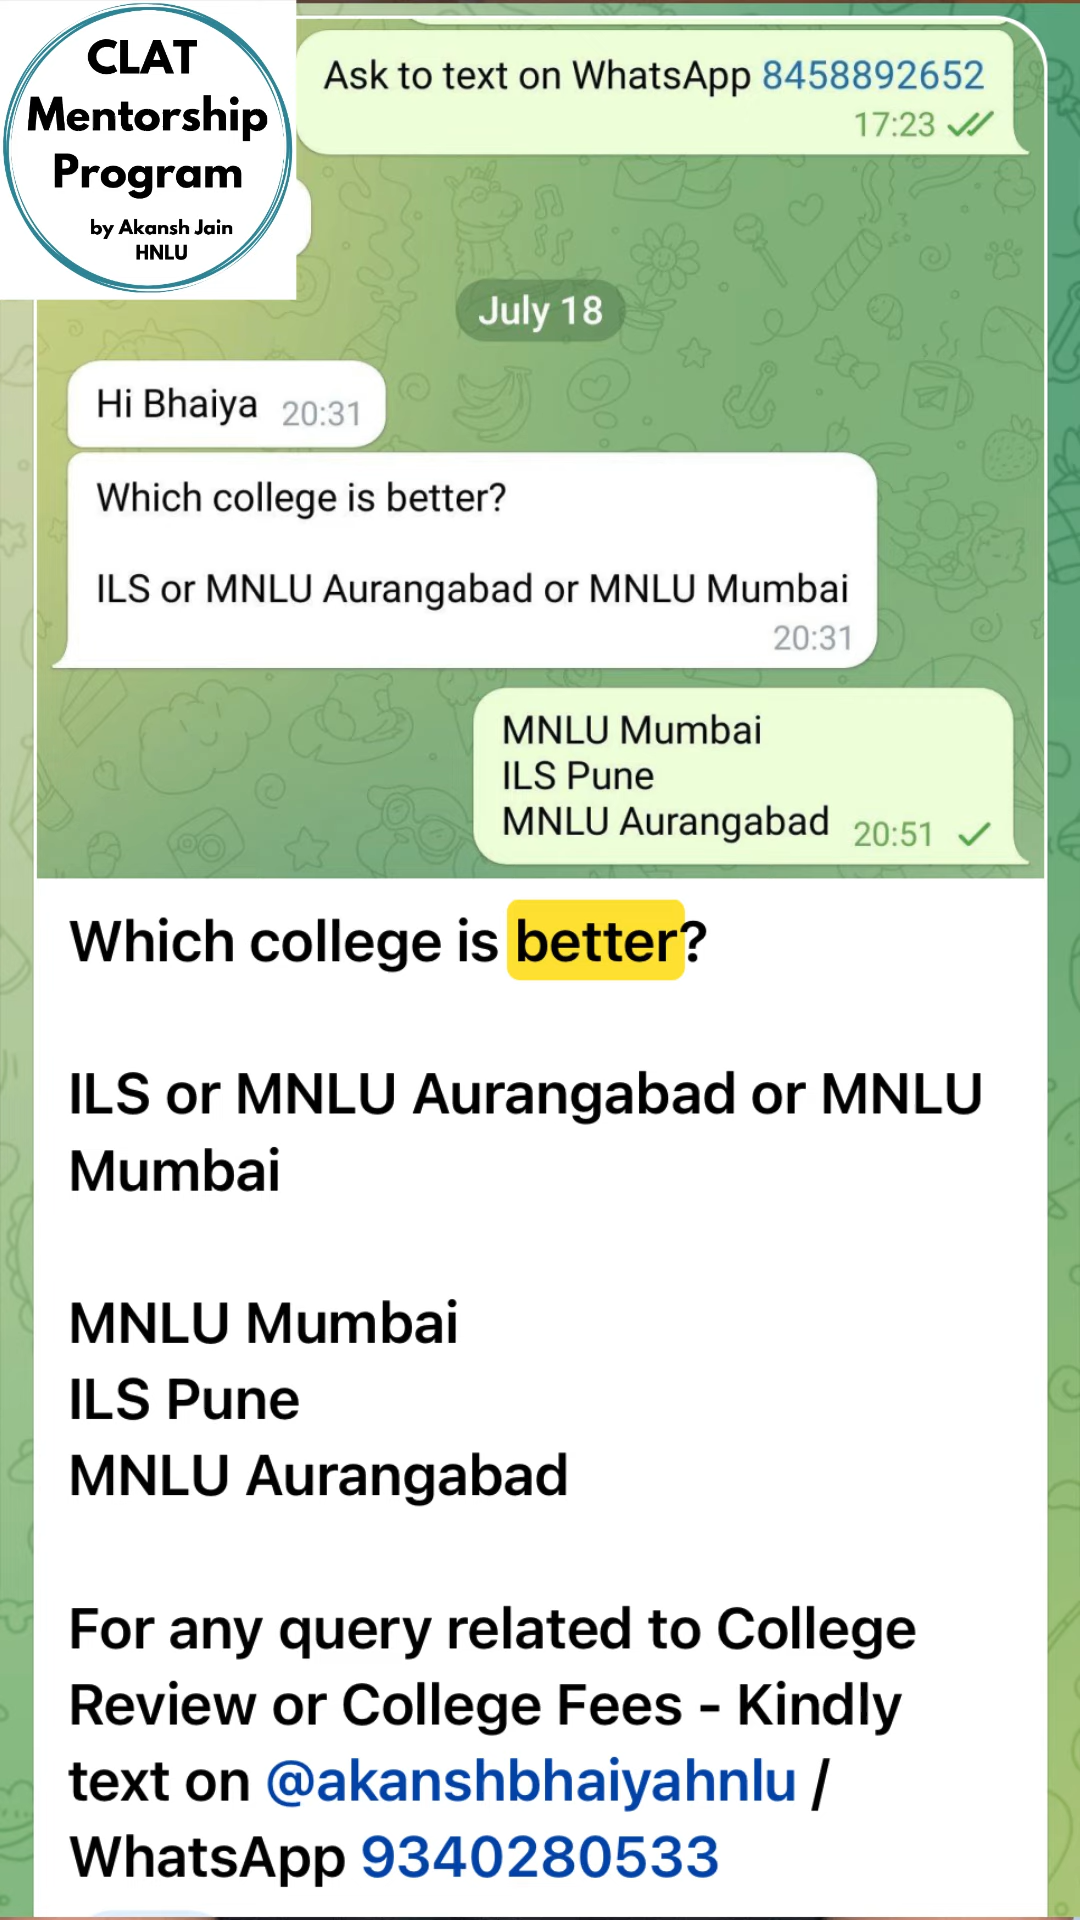 CLAT
Mentorship
Program
by Akansh Jain
HNLU
Ask to text on WhatsApp 8458892652
17:23
July 18
Hi Bhaiya 20:31
Which college is better?
ILS or MNLU Aurangabad or MNLU Mumbai
20:31
MNLU Mumbai
ILS Pune
MNLU Aurangabad 20:51
Which college is better?
ILS or MNLU Aurangabad or MNLU
Mumbai
MNLU Mumbai
ILS Pune
MNLU Aurangabad
For any query related to College
Review or College Fees - Kindly
text on @akanshbhaiyahnlu /
WhatsApp 9340280533